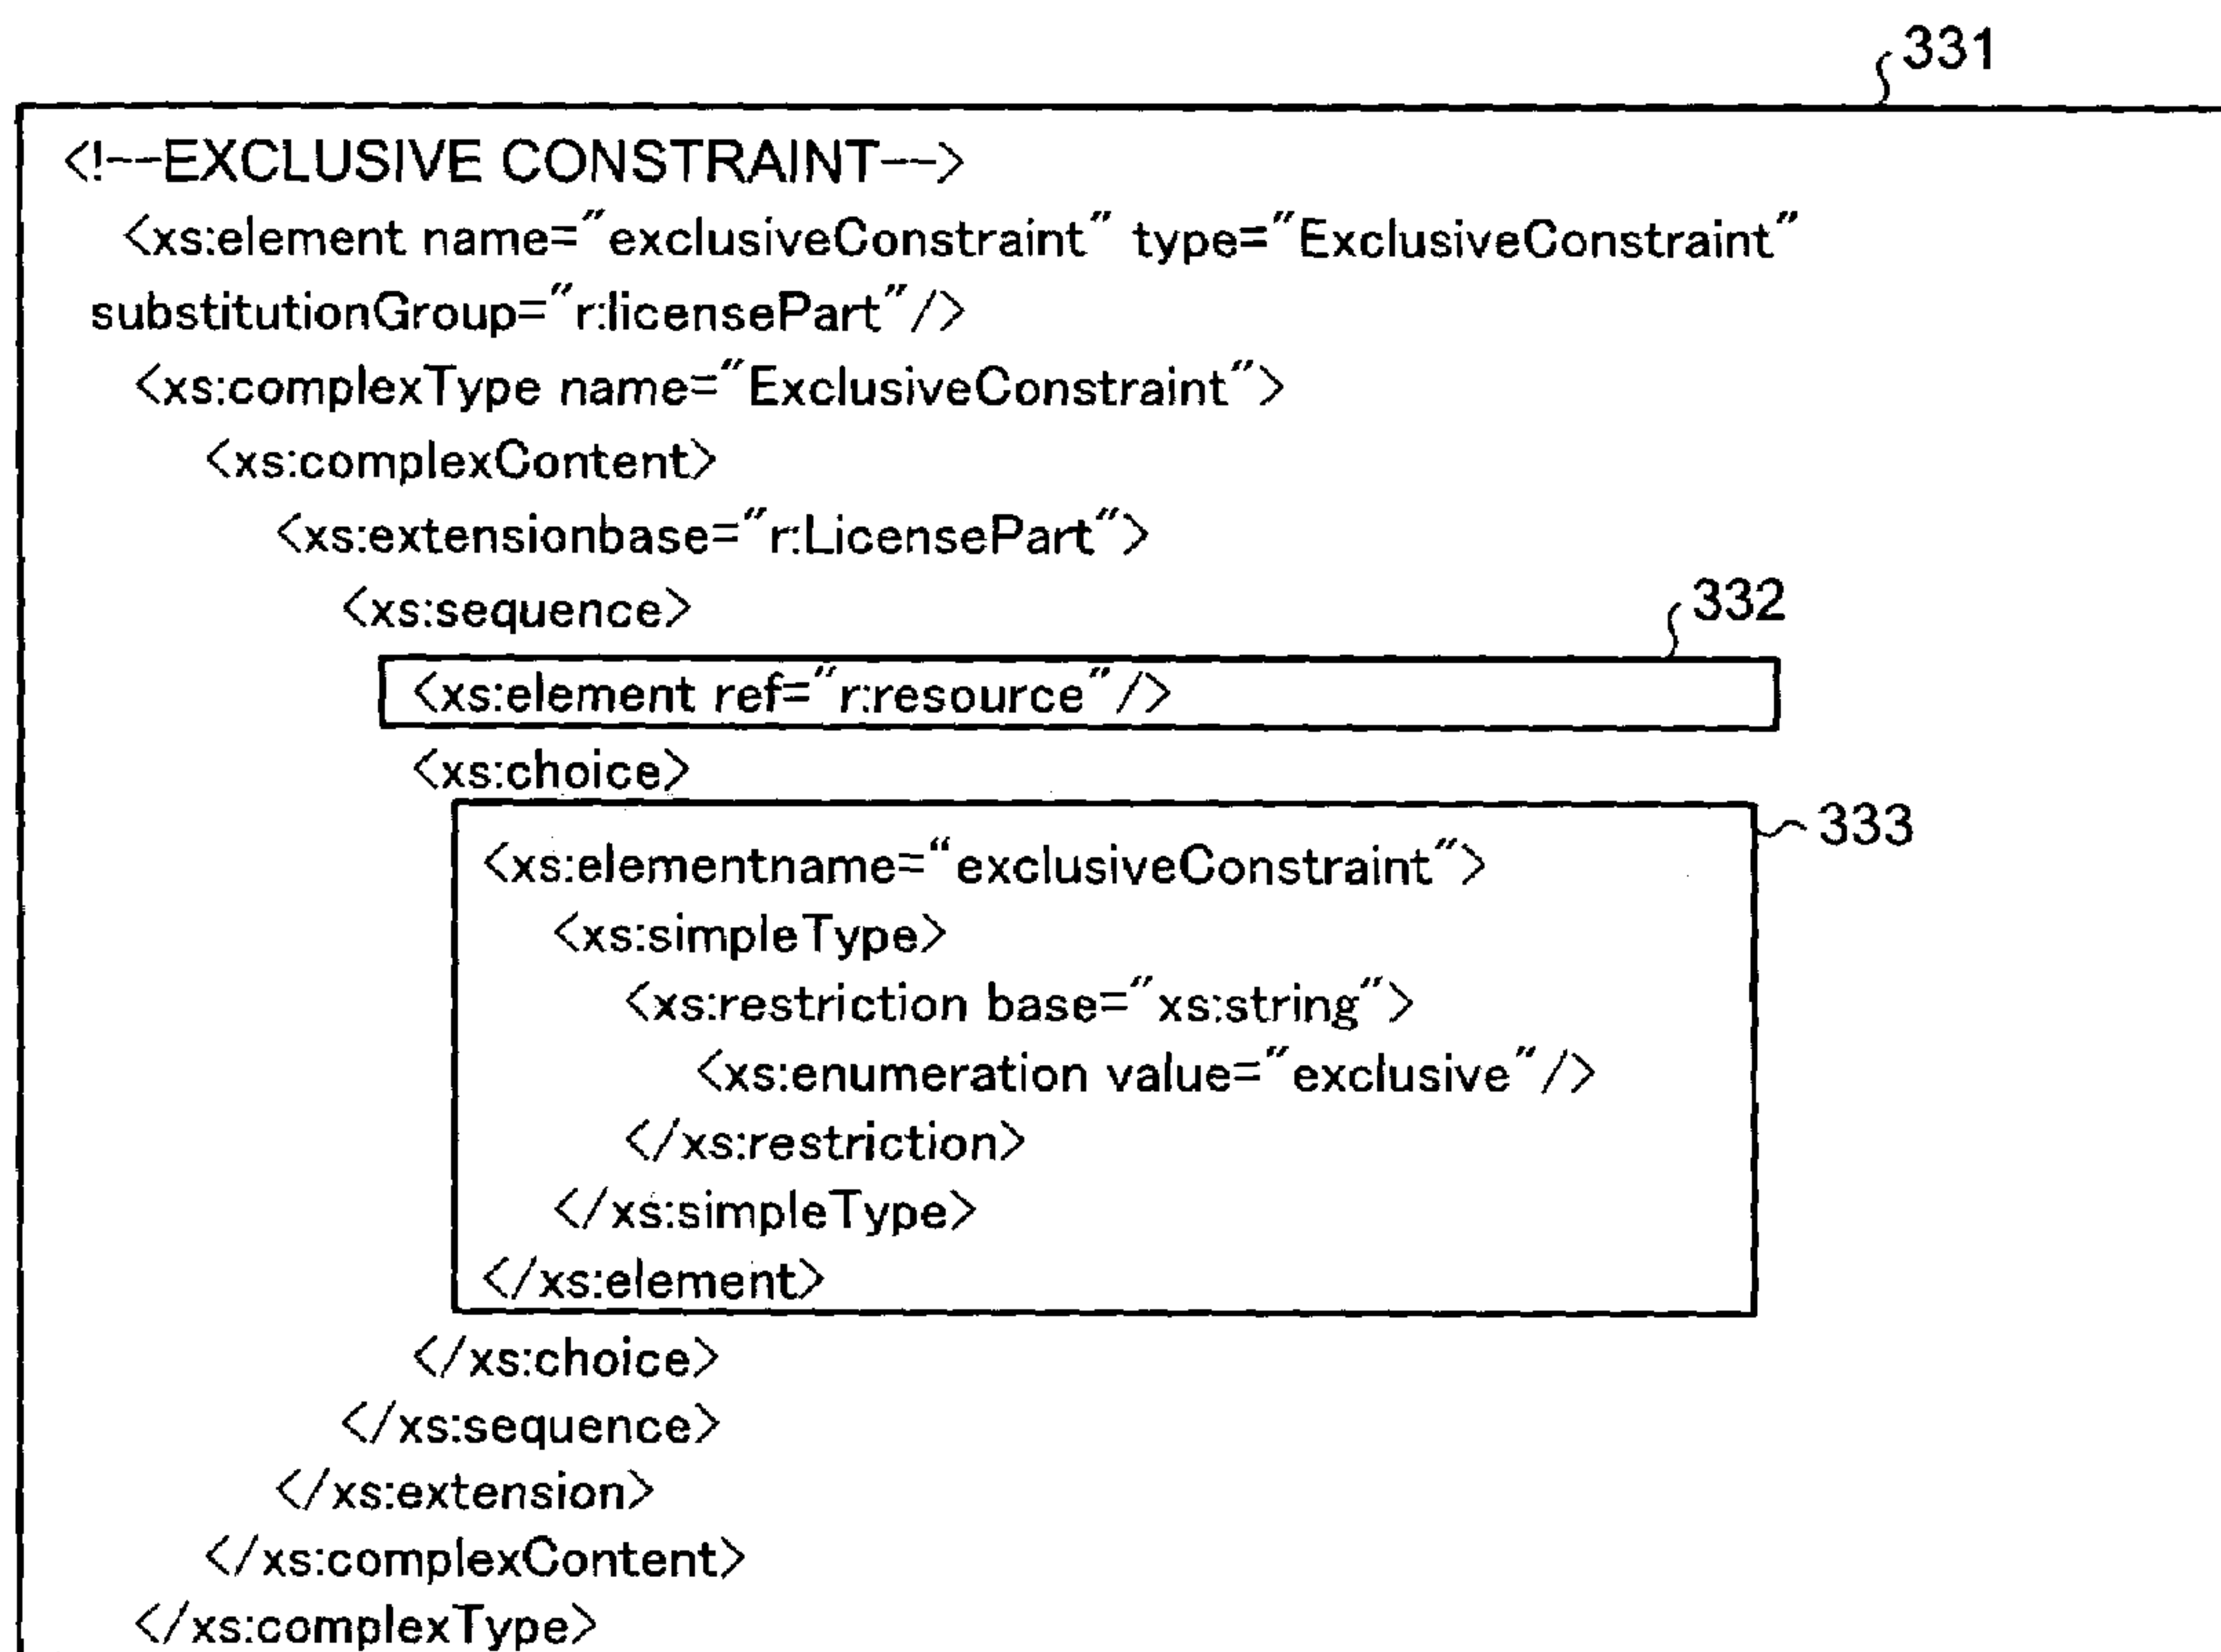 331
<!--EXCLUSIVE CONSTRAINT-->
<xs:element name="exclusiveConstraint" type="ExclusiveConstraint"
substitutionGroup="r:licensePart"/>
<xs:complexType name="ExclusiveConstraint">
<xs:complexContent>
<xs:extensionbase="r:LicensePart">
<xs:sequence>
332
<xs:element ref="r:resource"/>
<xs:choice>
333
<xs:elementname="exclusiveConstraint">
<xs:simpleType>
<xs:restriction base="xs:string">
<xs:enumeration value="exclusive"/>
</xs:restriction>
</xs:simpleType>
</xs:element>
</xs:choice>
</xs:sequence>
</xs:extension>
</xs:complexContent>
</xs:complexType>